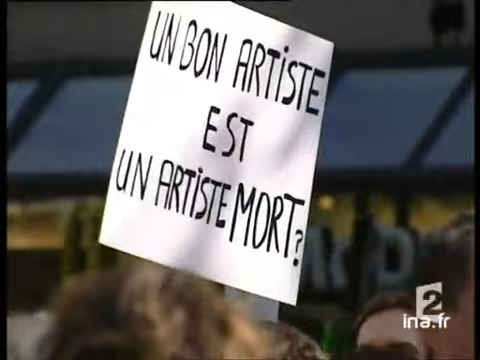 UN BON ARTISTE
EST
UN ARTISTE MORT?
2
ina.fr